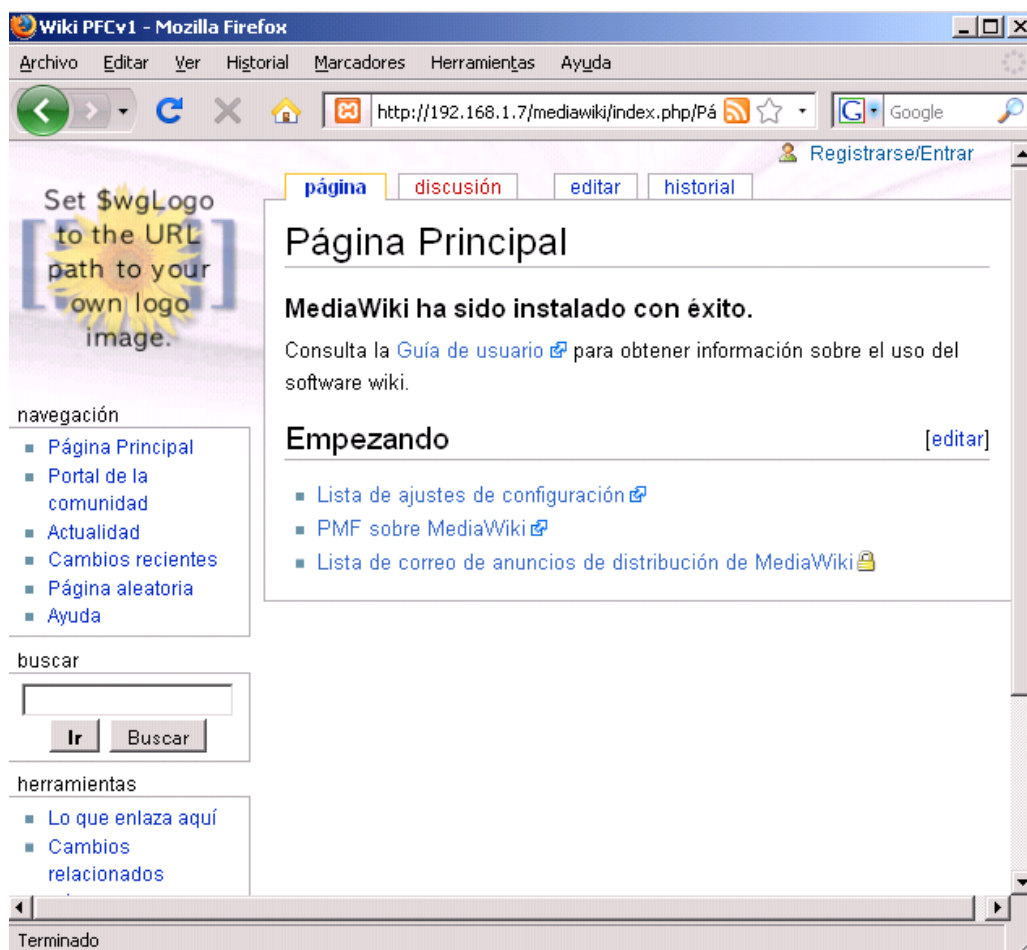 Wiki PFCv1 - Mozilla Firefox
Archivo Editar Ver Historial Marcadores Herramientas Ayuda
http://192.168.1.7/mediawiki/index.php/Pá
G Google
Registrarse/Entrar
página discusión editar historial
Set $wgLogo
to the URL
path to your
own logo
image.
Página Principal
MediaWiki ha sido instalado con éxito.
Consulta la Guía de usuario para obtener información sobre el uso del
software wiki.
Empezando [editar]
Lista de ajustes de configuración
PMF sobre MediaWiki
Lista de correo de anuncios de distribución de MediaWiki
navegación
Página Principal
Portal de la
comunidad
Actualidad
Cambios recientes
Página aleatoria
Ayuda
buscar
Ir Buscar
herramientas
Lo que enlaza aquí
Cambios
relacionados
Terminado